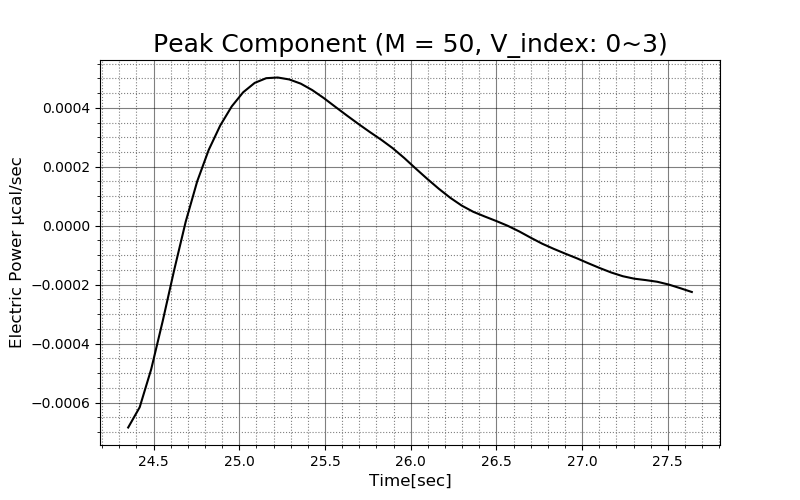 Peak Component (M = 50, V_index: 0~3)
Electric Power μcal/sec
0.0004
0.0002
0.0000
−0.0002
−0.0004
−0.0006
24.5 25.0 25.5 26.0 26.5 27.0 27.5
Time[sec]